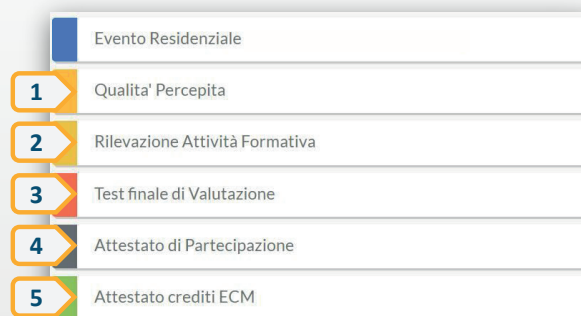 Evento Residenziale
1 Qualita' Percepita
2 Rilevazione Attività Formativa
3 Test finale di Valutazione
4 Attestato di Partecipazione
5 Attestato crediti ECM